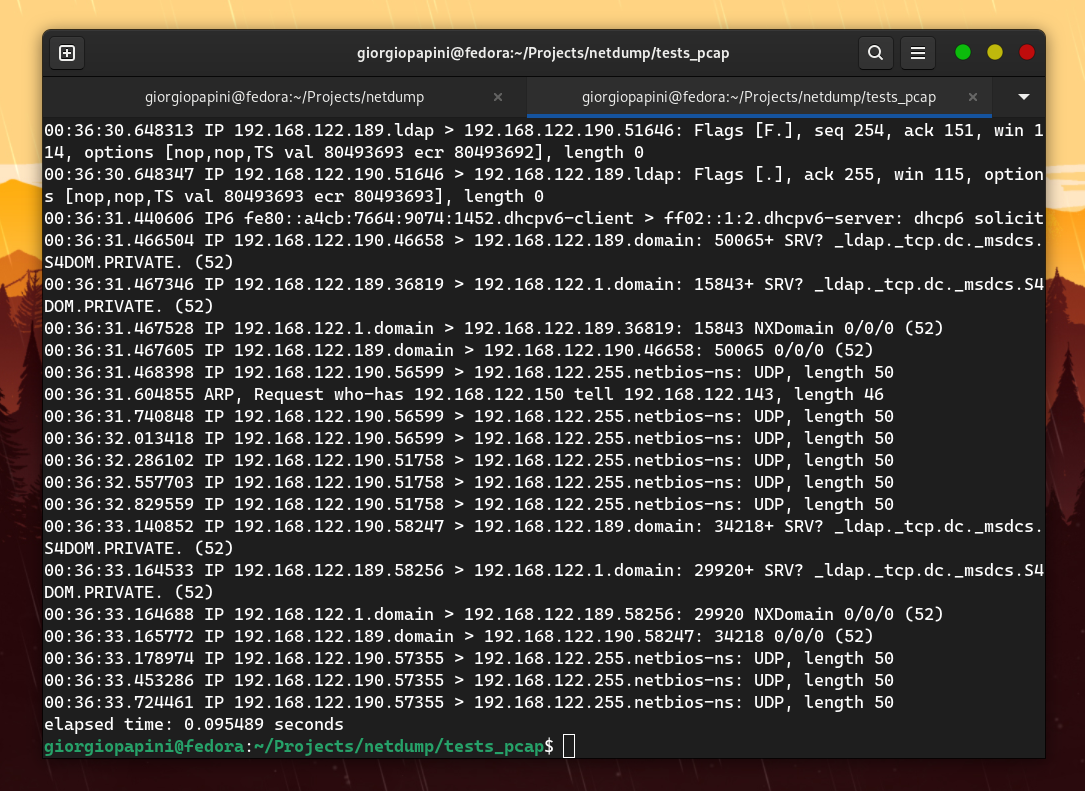 giorgiopapini@fedora:~/Projects/netdump/tests_pcap
giorgiopapini@fedora:~/Projects/netdump
giorgiopapini@fedora:~/Projects/netdump/tests_pcap
00:36:30.648313 IP 192.168.122.189.ldap > 192.168.122.190.51646: Flags [F.], seq 254, ack 151, win 1
14, options [nop,nop,TS val 80493693 ecr 80493692], length 0
00:36:30.648347 IP 192.168.122.190.51646 > 192.168.122.189.ldap: Flags [.], ack 255, win 115, option
s [nop,nop,TS val 80493693 ecr 80493693], length 0
00:36:31.440606 IP6 fe80::a4cb:7664:9074:1452.dhcpv6-client > ff02::1:2.dhcpv6-server: dhcp6 solicit
00:36:31.466504 IP 192.168.122.190.46658 > 192.168.122.189.domain: 50065+ SRV? _ldap._tcp.dc._msdcs.
S4DOM.PRIVATE. (52)
00:36:31.467346 IP 192.168.122.189.36819 > 192.168.122.1.domain: 15843+ SRV? _ldap._tcp.dc._msdcs.S4
DOM.PRIVATE. (52)
00:36:31.467528 IP 192.168.122.1.domain > 192.168.122.189.36819: 15843 NXDomain 0/0/0 (52)
00:36:31.467605 IP 192.168.122.189.domain > 192.168.122.190.46658: 50065 0/0/0 (52)
00:36:31.468398 IP 192.168.122.190.56599 > 192.168.122.255.netbios-ns: UDP, length 50
00:36:31.604855 ARP, Request who-has 192.168.122.150 tell 192.168.122.143, length 46
00:36:31.740848 IP 192.168.122.190.56599 > 192.168.122.255.netbios-ns: UDP, length 50
00:36:32.013418 IP 192.168.122.190.56599 > 192.168.122.255.netbios-ns: UDP, length 50
00:36:32.286102 IP 192.168.122.190.51758 > 192.168.122.255.netbios-ns: UDP, length 50
00:36:32.557703 IP 192.168.122.190.51758 > 192.168.122.255.netbios-ns: UDP, length 50
00:36:32.829559 IP 192.168.122.190.51758 > 192.168.122.255.netbios-ns: UDP, length 50
00:36:33.140852 IP 192.168.122.190.58247 > 192.168.122.189.domain: 34218+ SRV? _ldap._tcp.dc._msdcs.
S4DOM.PRIVATE. (52)
00:36:33.164533 IP 192.168.122.189.58256 > 192.168.122.1.domain: 29920+ SRV? _ldap._tcp.dc._msdcs.S4
DOM.PRIVATE. (52)
00:36:33.164688 IP 192.168.122.1.domain > 192.168.122.189.58256: 29920 NXDomain 0/0/0 (52)
00:36:33.165772 IP 192.168.122.189.domain > 192.168.122.190.58247: 34218 0/0/0 (52)
00:36:33.178974 IP 192.168.122.190.57355 > 192.168.122.255.netbios-ns: UDP, length 50
00:36:33.453286 IP 192.168.122.190.57355 > 192.168.122.255.netbios-ns: UDP, length 50
00:36:33.724461 IP 192.168.122.190.57355 > 192.168.122.255.netbios-ns: UDP, length 50
elapsed time: 0.095489 seconds
giorgiopapini@fedora:~/Projects/netdump/tests_pcap$